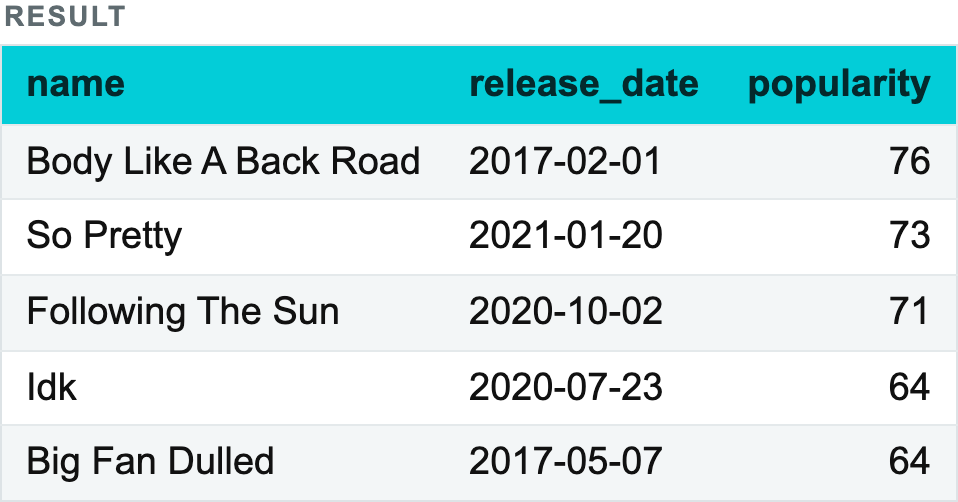 RESULT
name release_date popularity
Body Like A Back Road 2017-02-01 76
So Pretty 2021-01-20 73
Following The Sun 2020-10-02 71
Idk 2020-07-23 64
Big Fan Dulled 2017-05-07 64